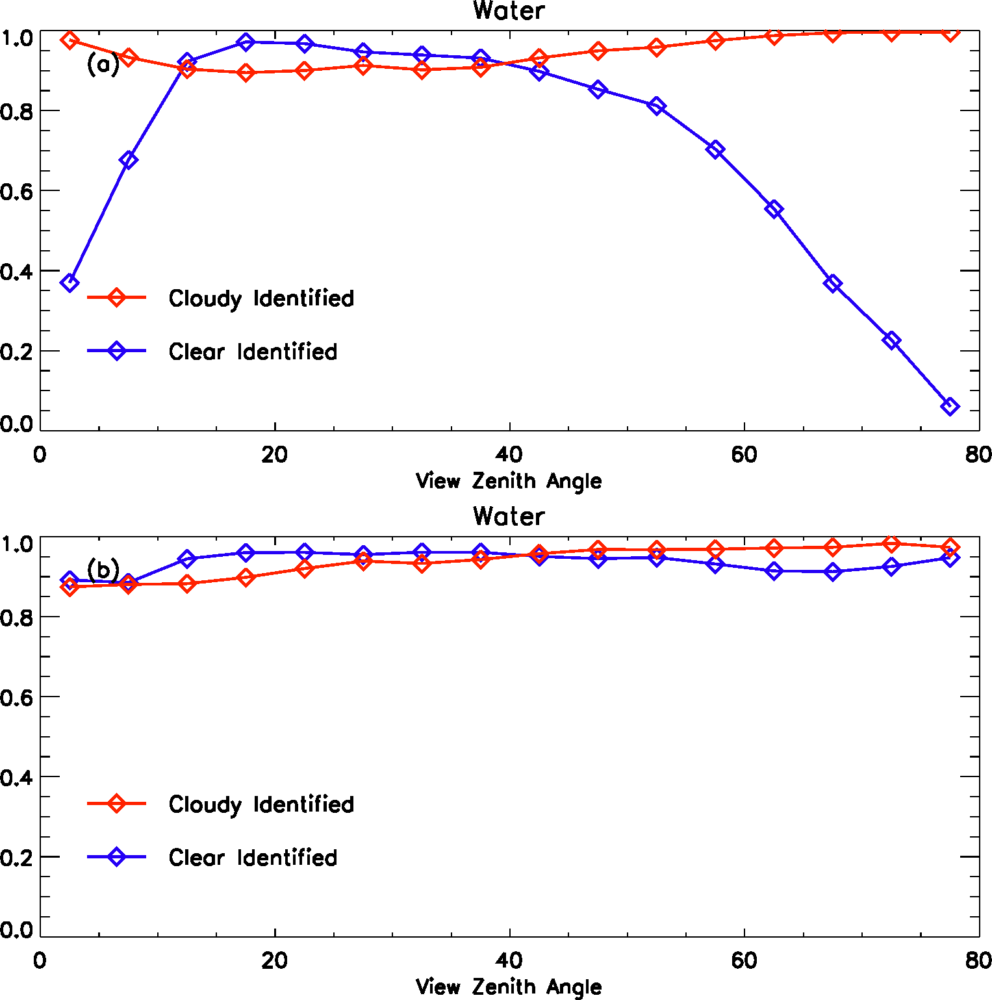 Water
1.0
(a)
0.8
0.6
0.4
Cloudy Identified
Clear Identified
0.2
0.0
0 20 40 60 80
View Zenith Angle
Water
1.0
(b)
0.8
0.6
0.4
Cloudy Identified
Clear Identified
0.2
0.0
0 20 40 60 80
View Zenith Angle